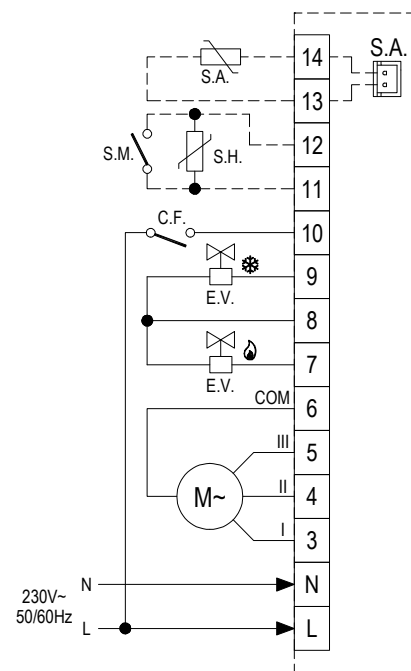 14
S.A.
S.A.
13
12
S.M.
S.H.
11
C.F.
10
9
E.V.
8
7
E.V.
COM
6
III
5
M~
II
4
I
3
N
N
230V~
50/60Hz
L
L